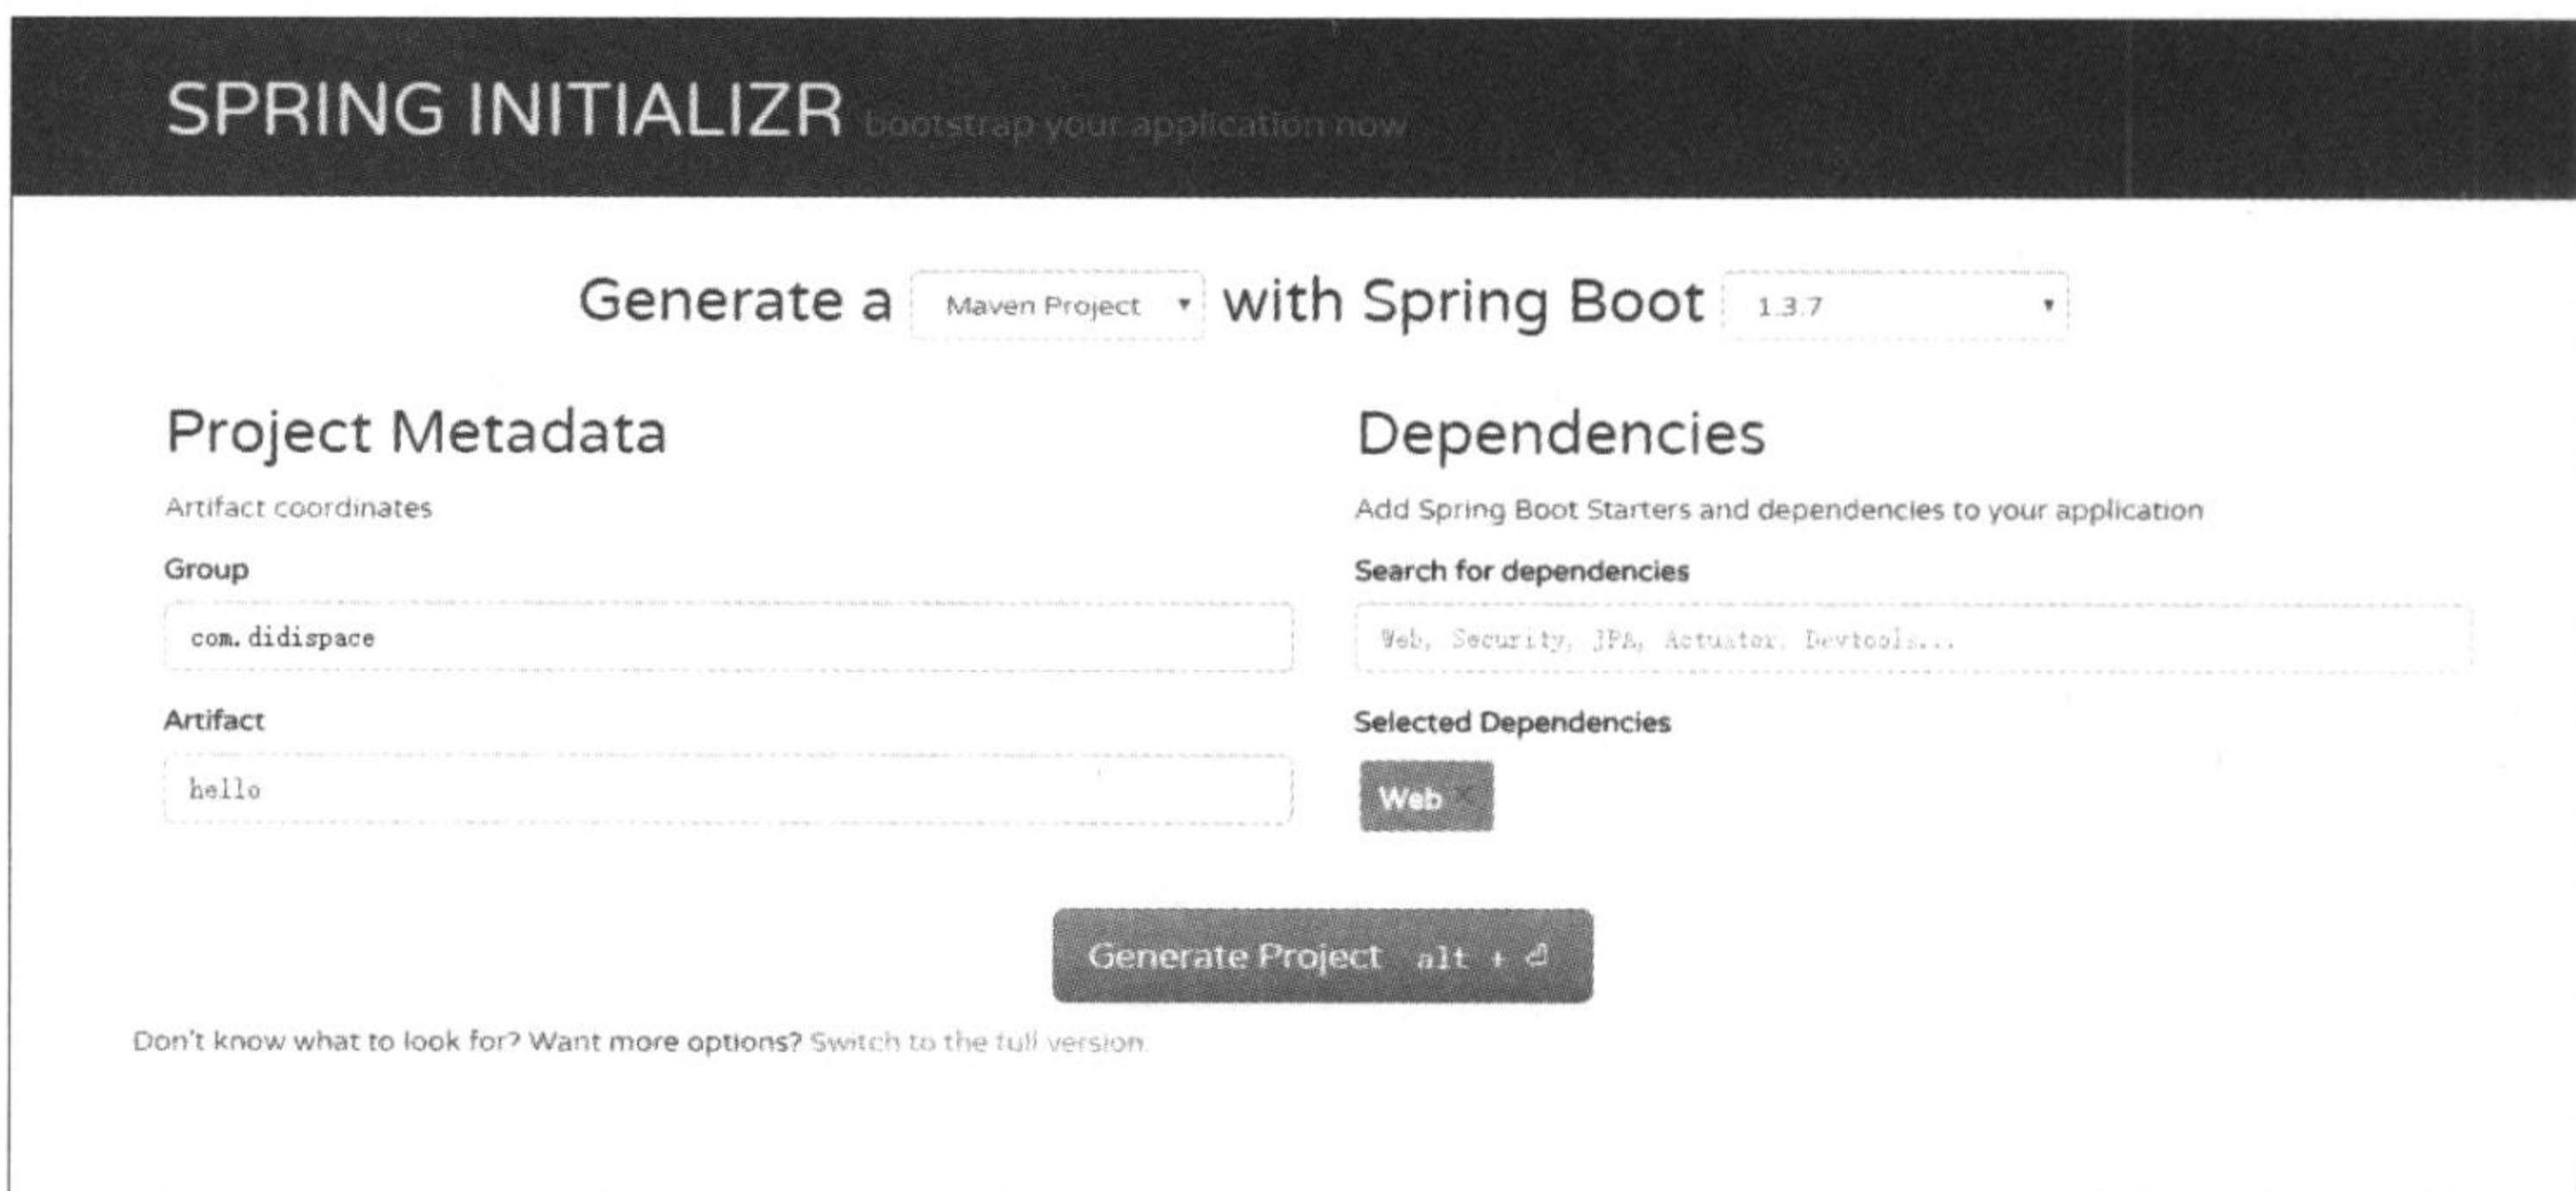 SPRING INITIALIZR bootstrap your application now
Generate a Maven Project with Spring Boot 1.3.7
Project Metadata
Artifact coordinates
Group
com.didispace
Artifact
hello
Dependencies
Add Spring Boot Starters and dependencies to your application
Search for dependencies
Web, Security, JPA, Actuator, Devtools...
Selected Dependencies
Web ×
Generate Project alt + ⏎
Don't know what to look for? Want more options? Switch to the full version.